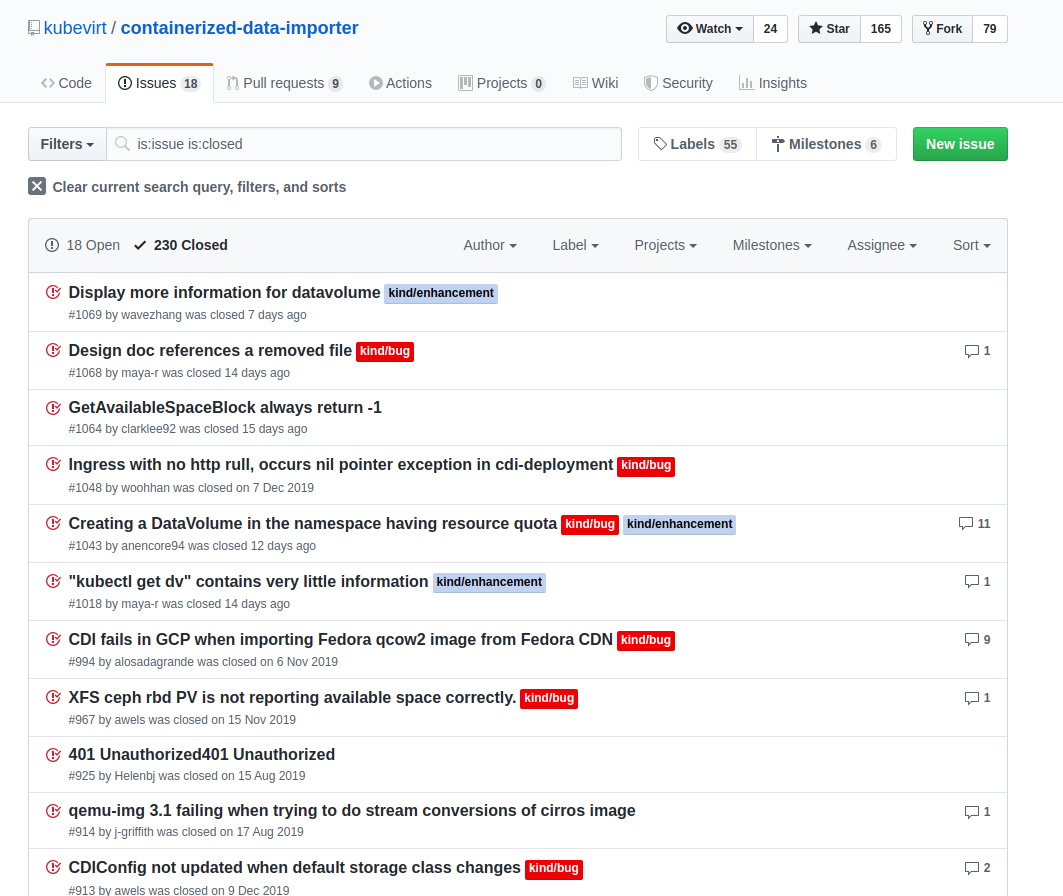 kubevirt / containerized-data-importer Watch 24 Star 165 Fork 79
Code Issues 18 Pull requests 9 Actions Projects 0 Wiki Security Insights
Filters is:issue is:closed Labels 55 Milestones 6 New issue
Clear current search query, filters, and sorts
18 Open 230 Closed Author Label Projects Milestones Assignee Sort
Display more information for datavolume kind/enhancement
#1069 by wavezhang was closed 7 days ago
Design doc references a removed file kind/bug 1
#1068 by maya-r was closed 14 days ago
GetAvailableSpaceBlock always return -1
#1064 by clarklee92 was closed 15 days ago
Ingress with no http rull, occurs nil pointer exception in cdi-deployment kind/bug
#1048 by woohhan was closed on 7 Dec 2019
Creating a DataVolume in the namespace having resource quota kind/bug kind/enhancement 11
#1043 by anencore94 was closed 12 days ago
"kubectl get dv" contains very little information kind/enhancement 1
#1018 by maya-r was closed 14 days ago
CDI fails in GCP when importing Fedora qcow2 image from Fedora CDN kind/bug 9
#994 by alosadagrande was closed on 6 Nov 2019
XFS ceph rbd PV is not reporting available space correctly. kind/bug 1
#967 by awels was closed on 15 Nov 2019
401 Unauthorized401 Unauthorized
#925 by Helenbj was closed on 15 Aug 2019
qemu-img 3.1 failing when trying to do stream conversions of cirros image 1
#914 by j-griffith was closed on 17 Aug 2019
CDIConfig not updated when default storage class changes kind/bug 2
#913 by awels was closed on 9 Dec 2019